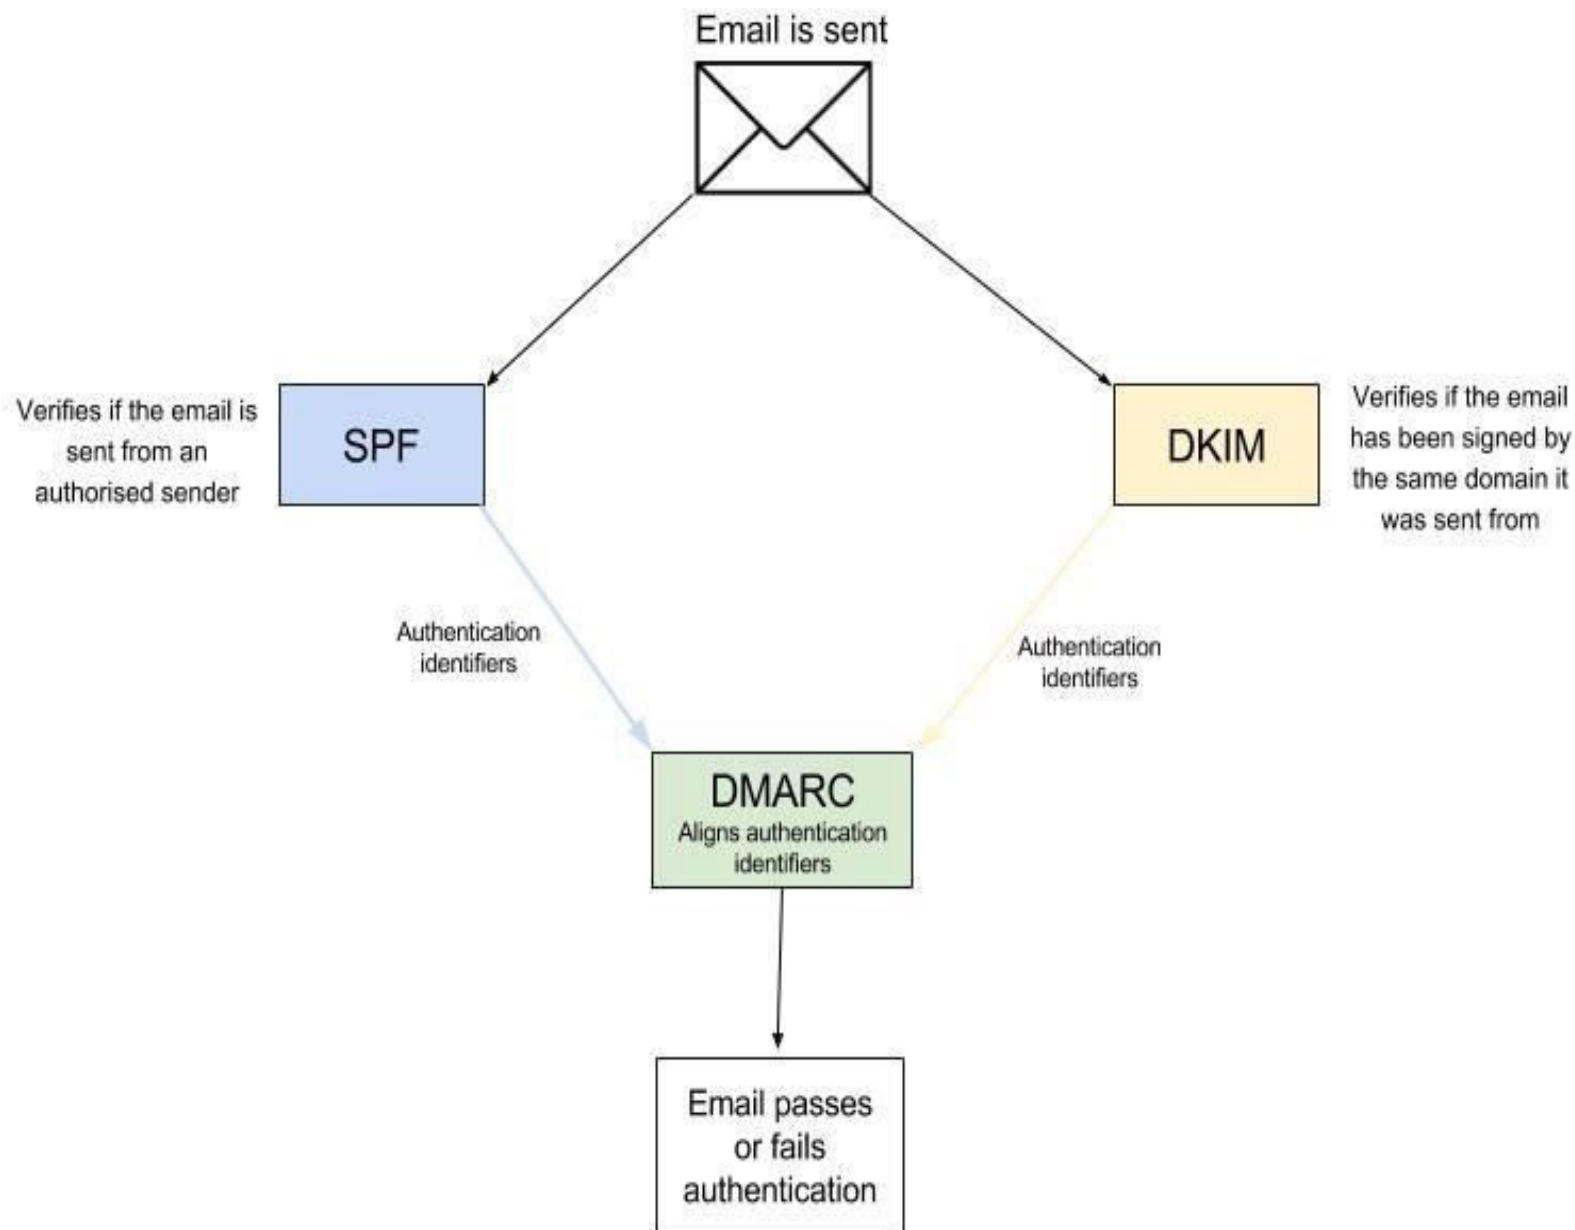 Email is sent
Verifies if the email is
sent from an
authorised sender
SPF
DKIM
Verifies if the email
has been signed by
the same domain it
was sent from
Authentication
identifiers
Authentication
identifiers
DMARC
Aligns authentication
identifiers
Email passes
or fails
authentication